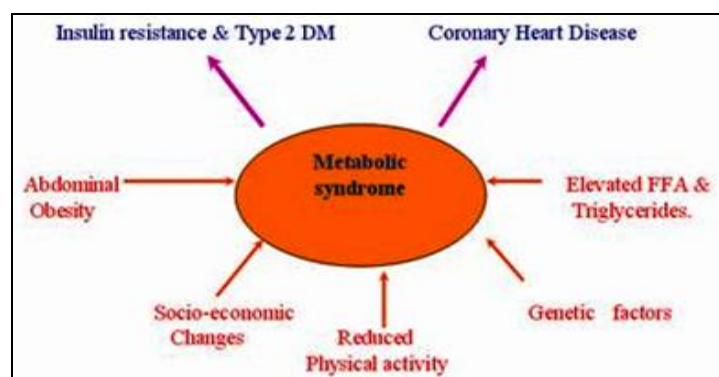 Insulin resistance & Type 2 DM
Coronary Heart Disease
Metabolic
syndrome
Abdominal
Obesity
Elevated FFA &
Triglycerides.
Socio-economic
Changes
Reduced
Physical activity
Genetic factors